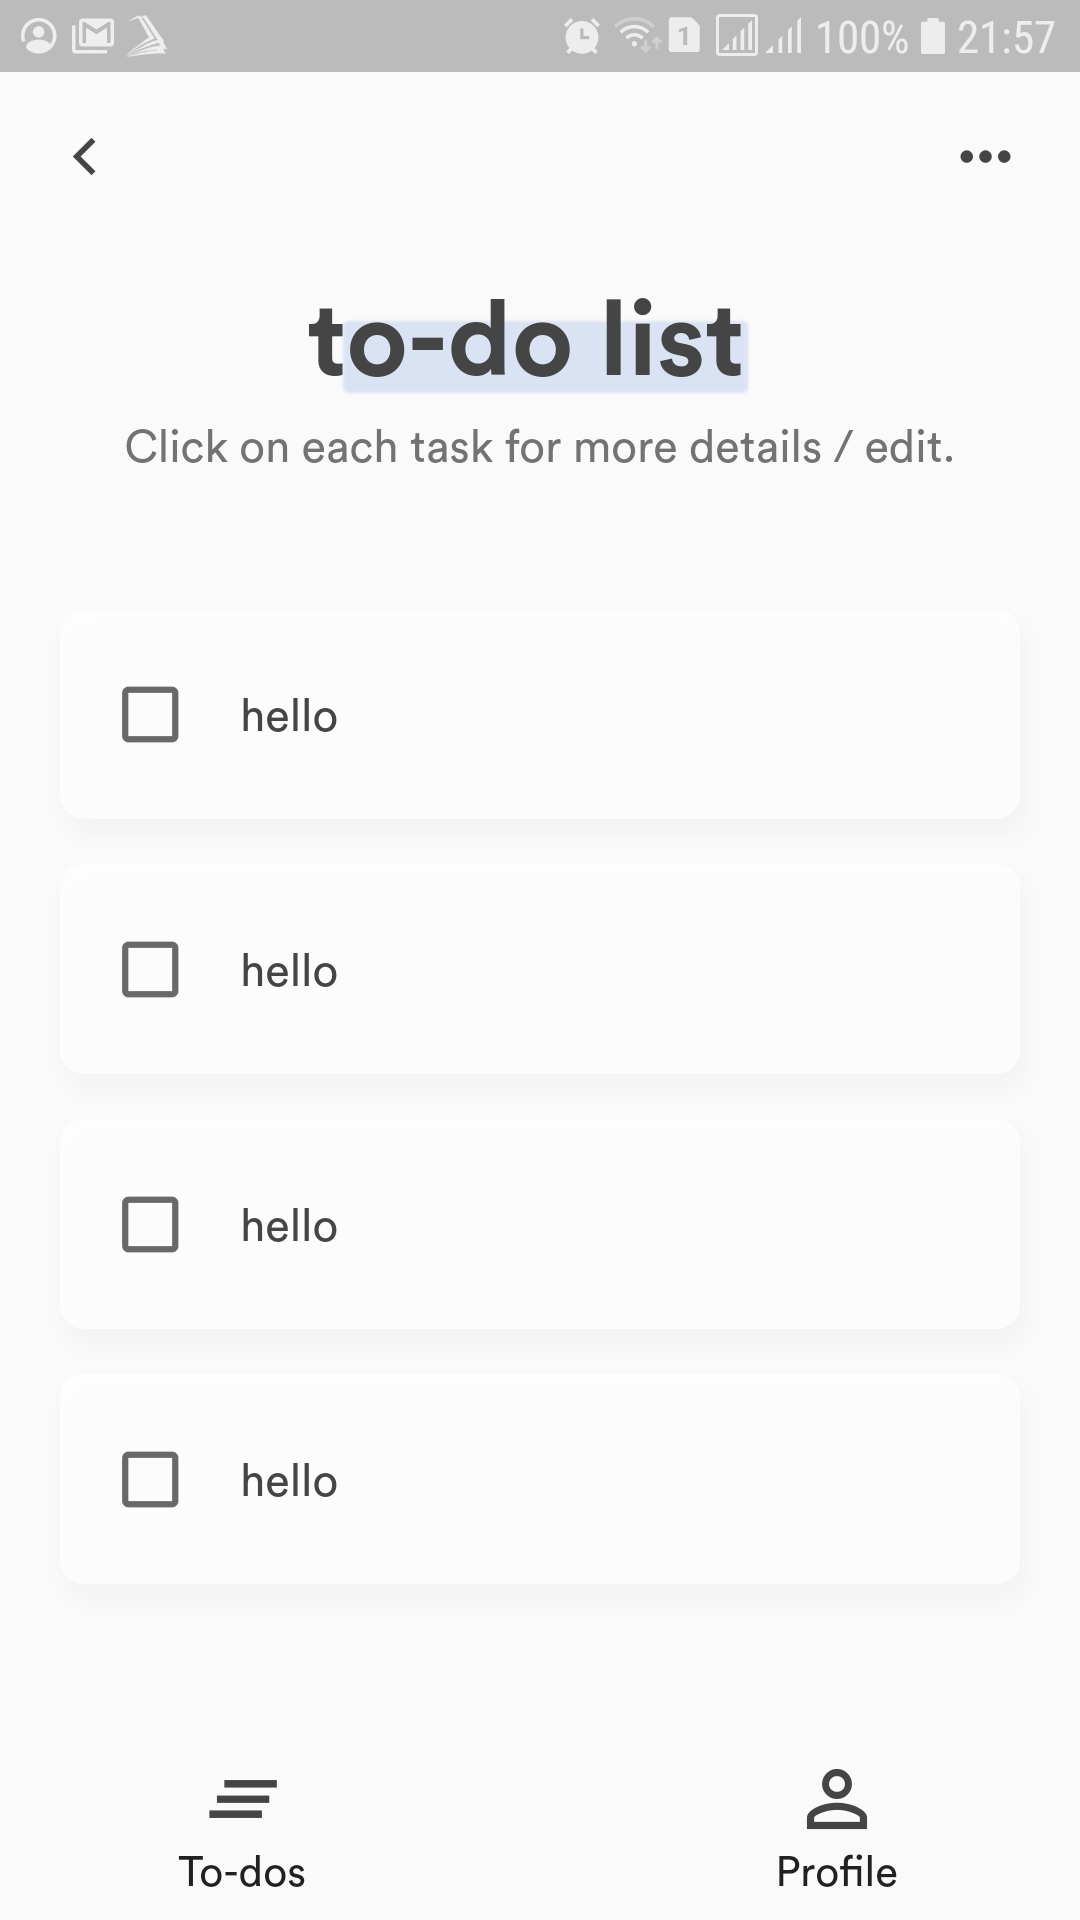 1 100% 21:57
to-do list
Click on each task for more details / edit.
hello
hello
hello
hello
To-dos Profile